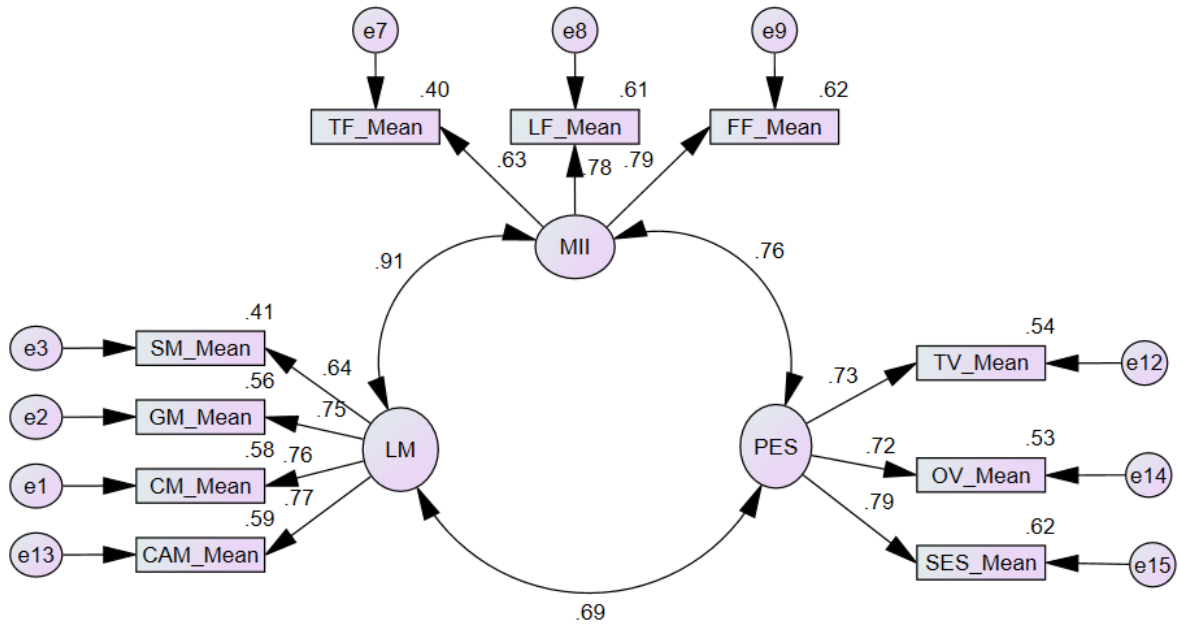 e7 e8 e9
.40 .61 .62
TF_Mean LF_Mean FF_Mean
.63 .78 .79
MII
.91 .76
.41 .54
e3 SM_Mean TV_Mean e12
.64 .73
.56
e2 GM_Mean .75
LM PES
.58 .76 .72 .53
e1 CM_Mean OV_Mean e14
.77 .79
.59 .62
e13 CAM_Mean SES_Mean e15
.69